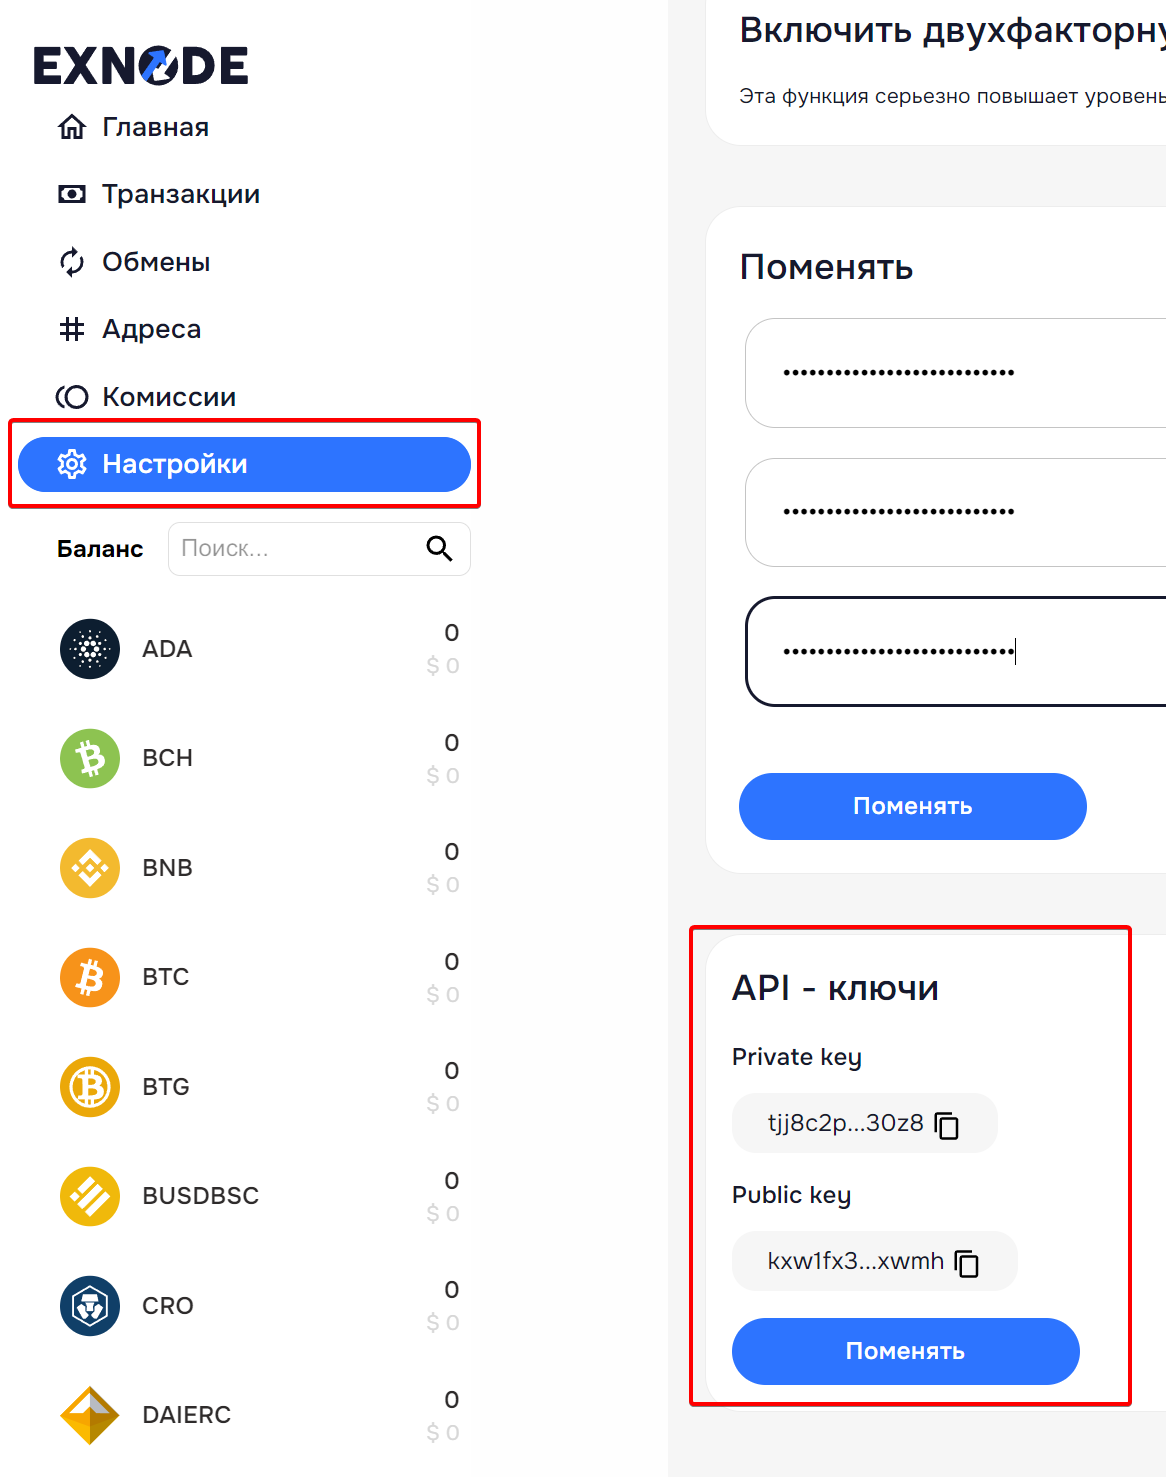 EXNODE
Главная
Транзакции
Обмены
Адреса
Комиссии
Настройки
Баланс
Поиск...
ADA
0
$ 0
BCH
0
$ 0
BNB
0
$ 0
BTC
0
$ 0
BTG
0
$ 0
BUSDBSC
0
$ 0
CRO
0
$ 0
DAIERC
0
$ 0
Включить двухфакторну
Эта функция серьезно повышает уровень
Поменять
••••••••••••••••••••••••••••
••••••••••••••••••••••••••••
••••••••••••••••••••••••••••
Поменять
API - ключи
Private key
tjj8c2p...30z8
Public key
kxw1fx3...xwmh
Поменять